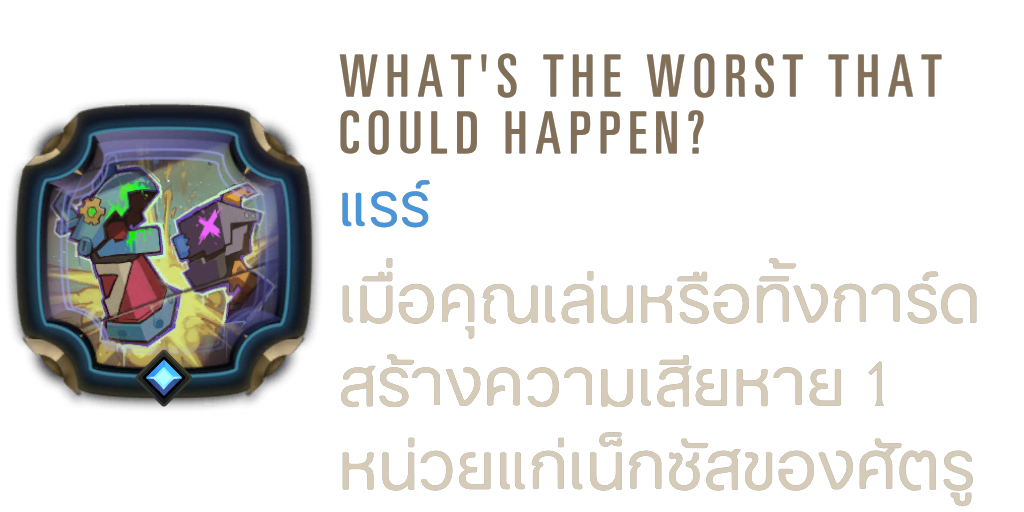 WHAT'S THE WORST THAT
COULD HAPPEN?
แรร์
เมื่อคุณเล่นหรือทิ้งการ์ด
สร้างความเสียหาย 1
หน่วยแก่เน็กซัสของศัตรู